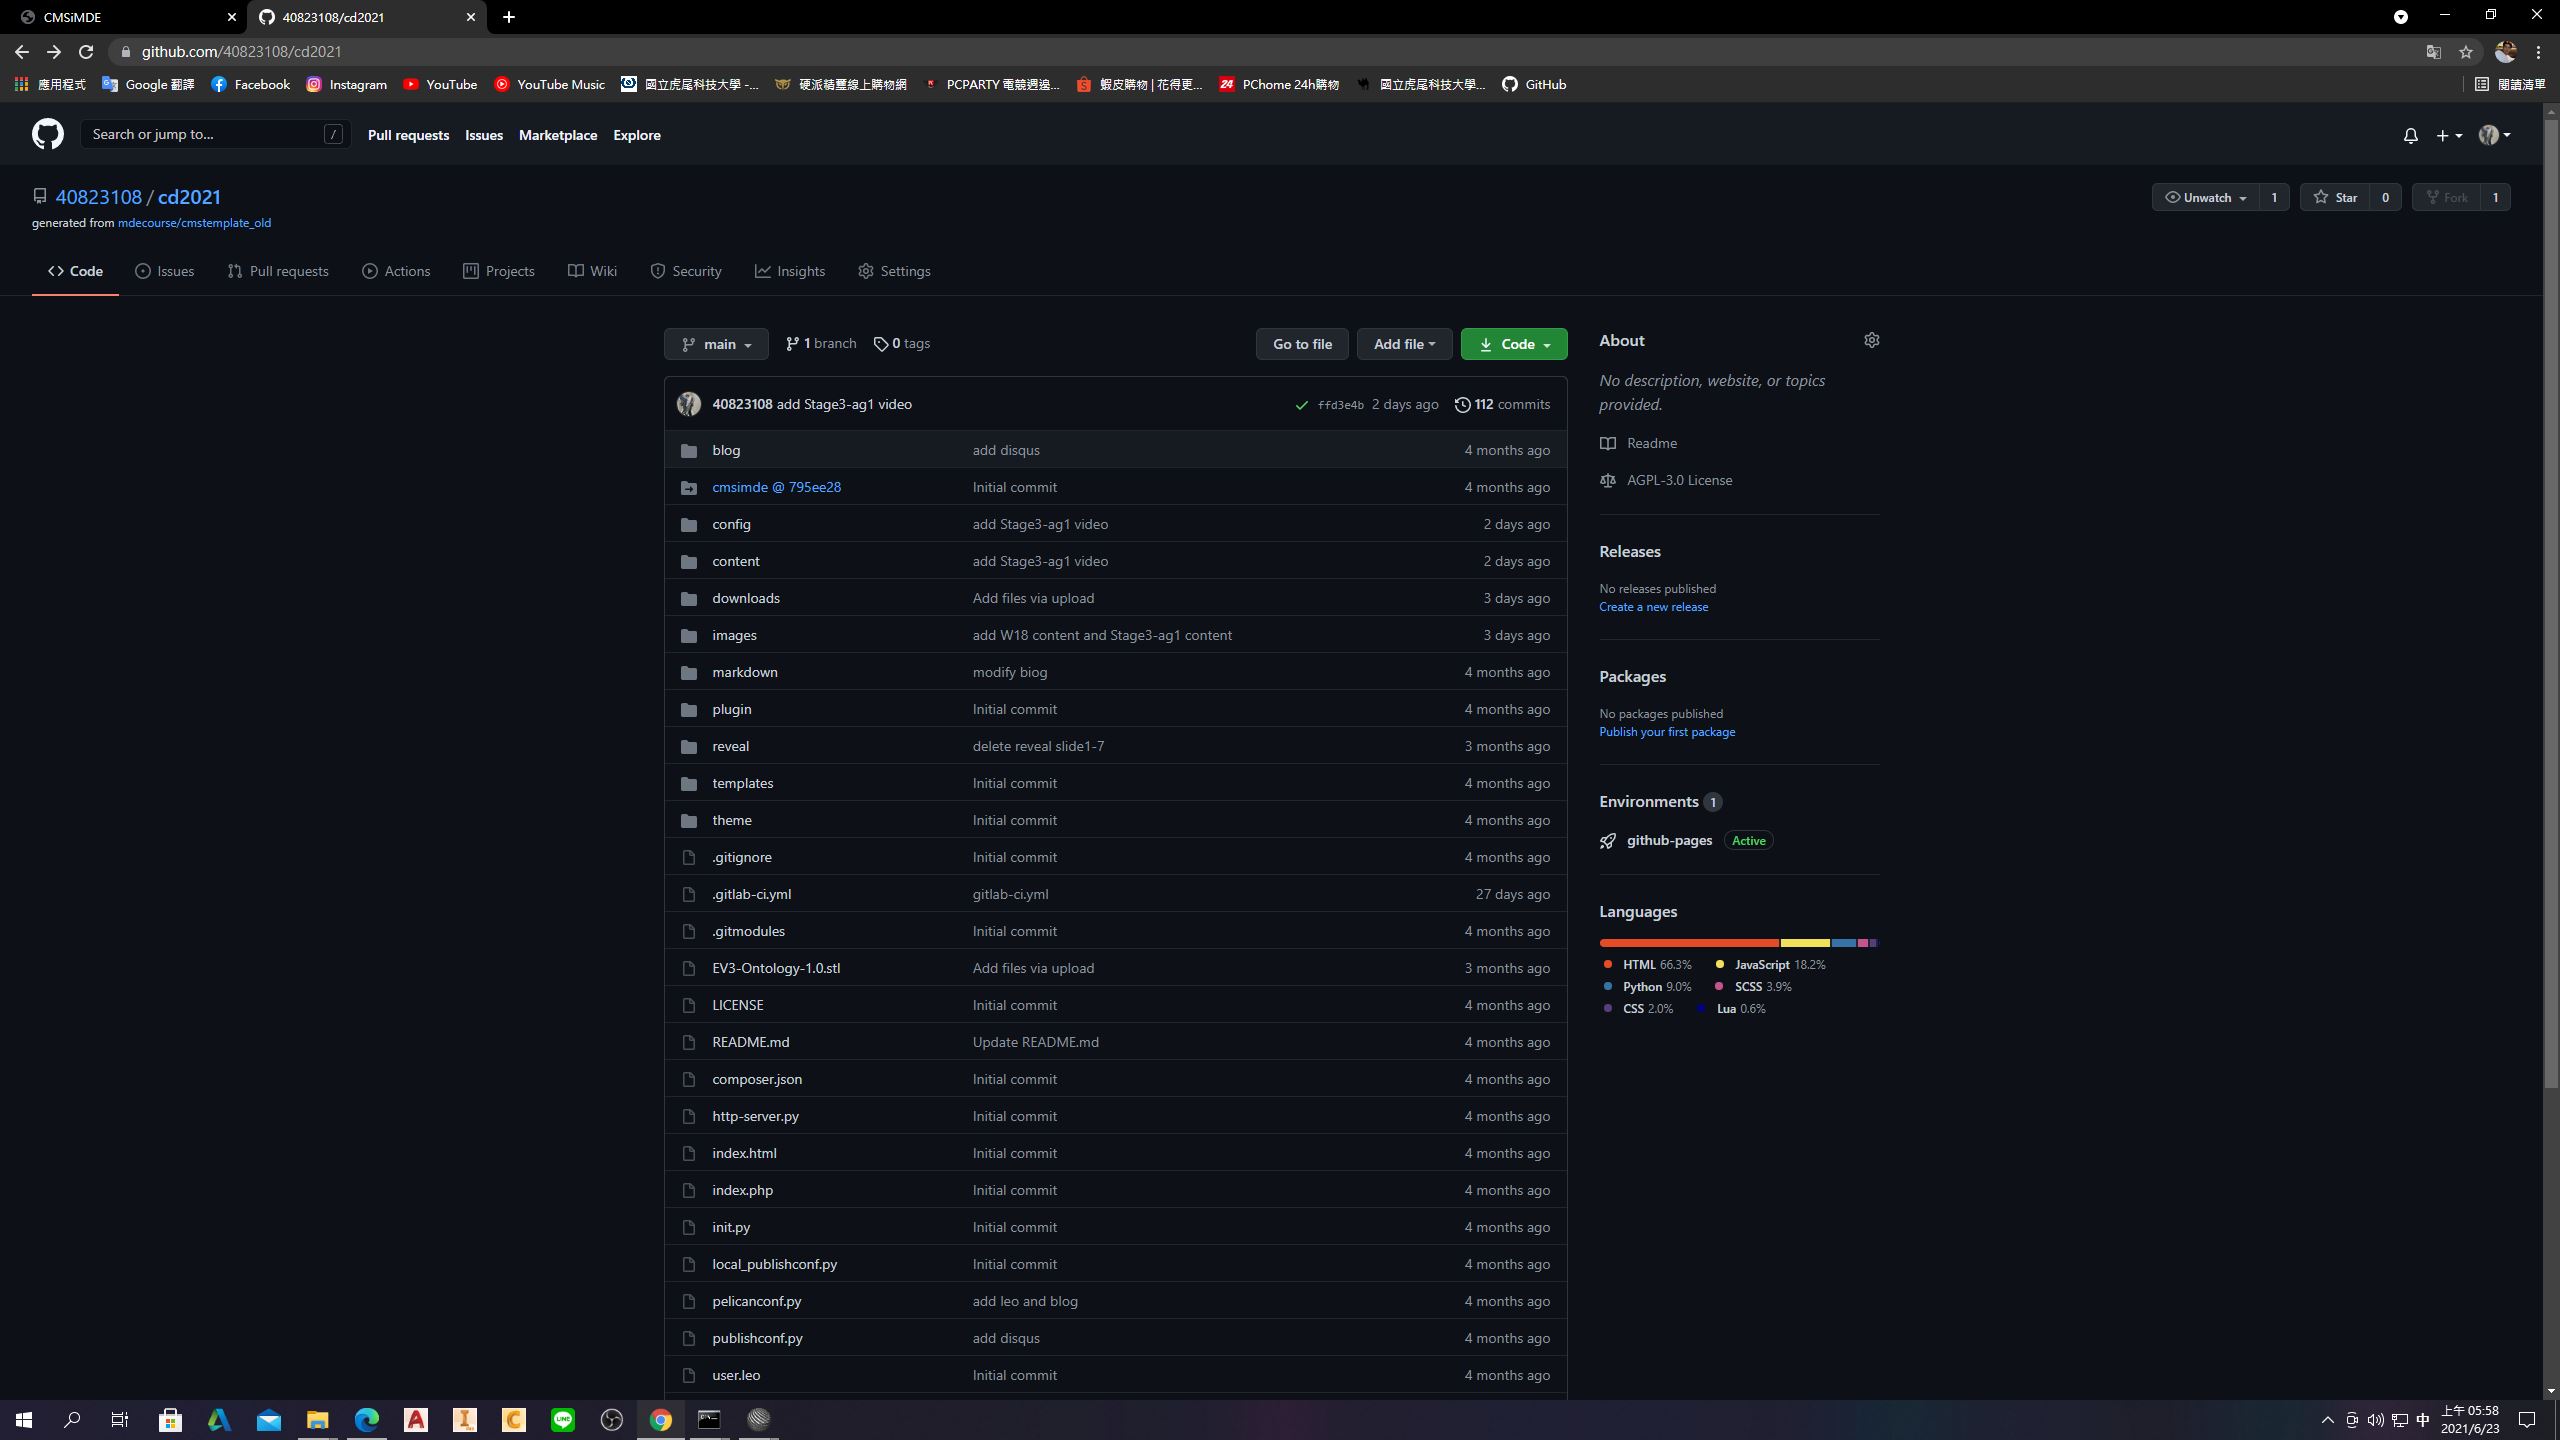 CMSiMDE
40823108/cd2021
github.com/40823108/cd2021
應用程式 Google 翻譯 Facebook Instagram YouTube YouTube Music 國立虎尾科技大學 -... 硬派精璽線上購物網 PCPARTY 電競週邊... 蝦皮購物 | 花得更... PChome 24h購物 國立虎尾科技大學... GitHub 閱讀清單
Search or jump to... / Pull requests Issues Marketplace Explore
40823108 / cd2021 Unwatch 1 Star 0 Fork 1
generated from mdecourse/cmstemplate_old
Code Issues Pull requests Actions Projects Wiki Security Insights Settings
main 1 branch 0 tags Go to file Add file Code
40823108 add Stage3-ag1 video ffd3e4b 2 days ago 112 commits
blog add disqus 4 months ago
cmsimde @ 795ee28 Initial commit 4 months ago
config add Stage3-ag1 video 2 days ago
content add Stage3-ag1 video 2 days ago
downloads Add files via upload 3 days ago
images add W18 content and Stage3-ag1 content 3 days ago
markdown modify biog 4 months ago
plugin Initial commit 4 months ago
reveal delete reveal slide1-7 3 months ago
templates Initial commit 4 months ago
theme Initial commit 4 months ago
.gitignore Initial commit 4 months ago
.gitlab-ci.yml gitlab-ci.yml 27 days ago
.gitmodules Initial commit 4 months ago
EV3-Ontology-1.0.stl Add files via upload 3 months ago
LICENSE Initial commit 4 months ago
README.md Update README.md 4 months ago
composer.json Initial commit 4 months ago
http-server.py Initial commit 4 months ago
index.html Initial commit 4 months ago
index.php Initial commit 4 months ago
init.py Initial commit 4 months ago
local_publishconf.py Initial commit 4 months ago
pelicanconf.py add leo and blog 4 months ago
publishconf.py add disqus 4 months ago
user.leo Initial commit 4 months ago
About
No description, website, or topics
provided.
Readme
AGPL-3.0 License
Releases
No releases published
Create a new release
Packages
No packages published
Publish your first package
Environments 1
github-pages Active
Languages
HTML 66.3% JavaScript 18.2%
Python 9.0% SCSS 3.9%
CSS 2.0% Lua 0.6%
中 上午 05:58
2021/6/23